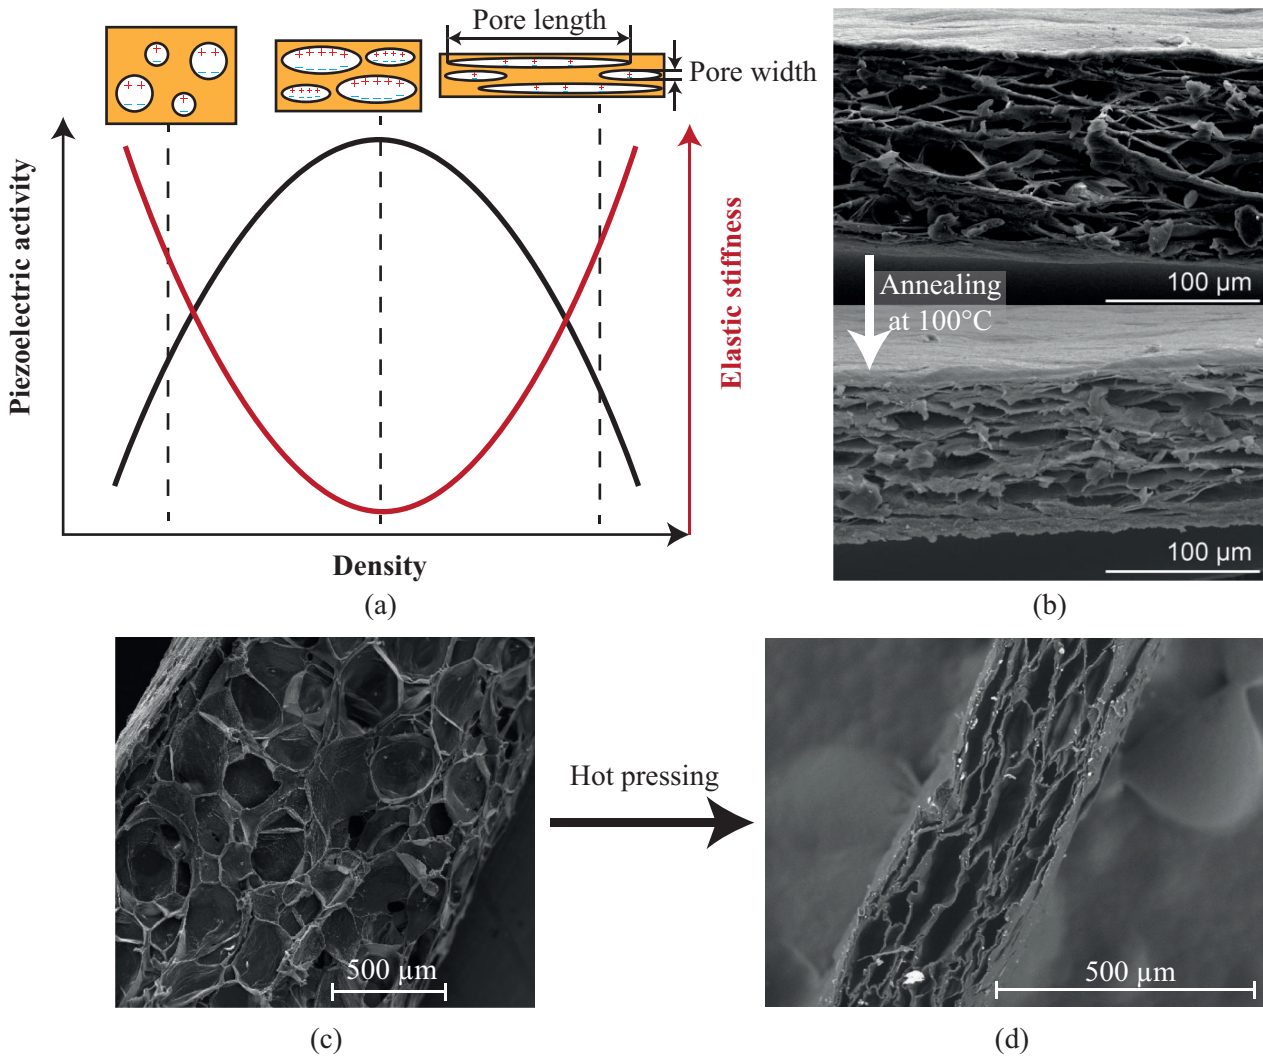 Pore length
Pore width
Piezoelectric activity
Elastic stiffness
Density
(a)
100 µm
Annealing
at 100°C
100 µm
(b)
500 µm
(c)
Hot pressing
500 µm
(d)